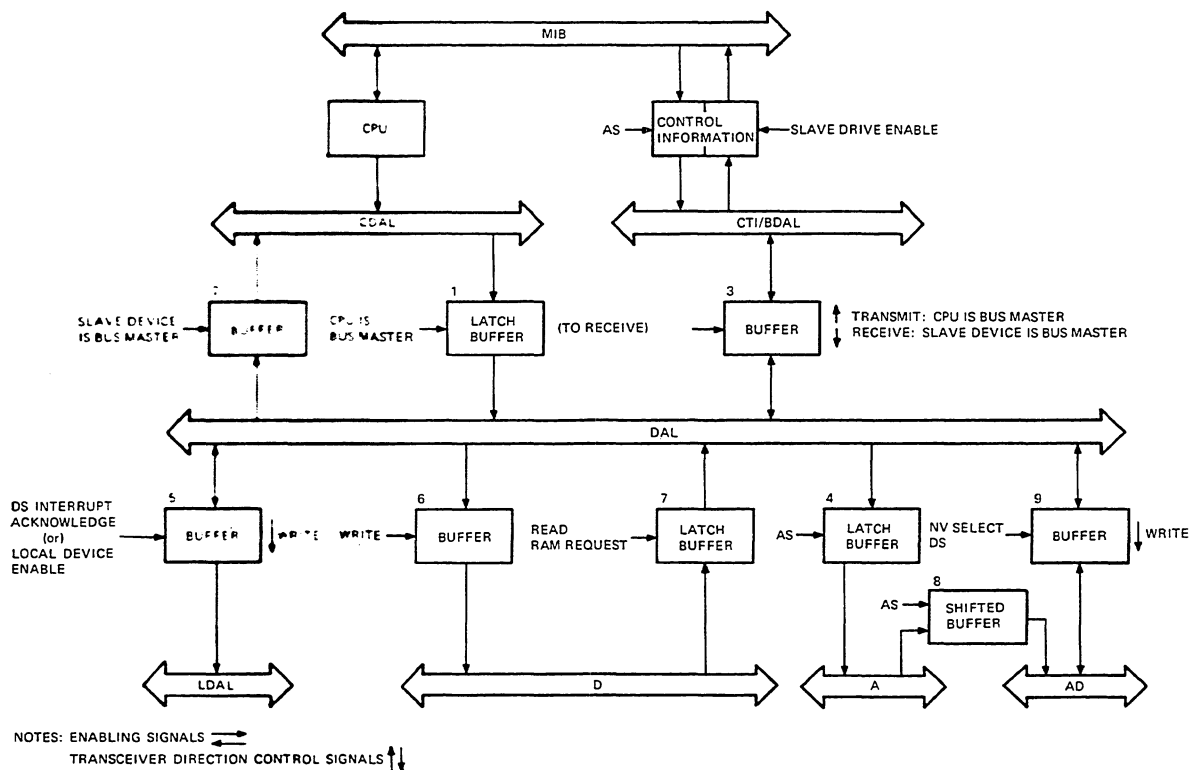 MIB
CPU
AS
CONTROL
INFORMATION
SLAVE DRIVE ENABLE
CDAL
CTI/BDAL
2
SLAVE DEVICE
IS BUS MASTER
BUFFER
1
CPU IS
BUS MASTER
LATCH
BUFFER
(TO RECEIVE)
3
BUFFER
TRANSMIT: CPU IS BUS MASTER
RECEIVE: SLAVE DEVICE IS BUS MASTER
DAL
DS INTERRUPT
ACKNOWLEDGE
(or)
LOCAL DEVICE
ENABLE
5
BUFFER
WRITE
WRITE
6
BUFFER
READ
RAM REQUEST
7
LATCH
BUFFER
AS
4
LATCH
BUFFER
NV SELECT
DS
9
BUFFER
WRITE
AS
8
SHIFTED
BUFFER
LDAL
D
A
AD
NOTES: ENABLING SIGNALS
TRANSCEIVER DIRECTION CONTROL SIGNALS